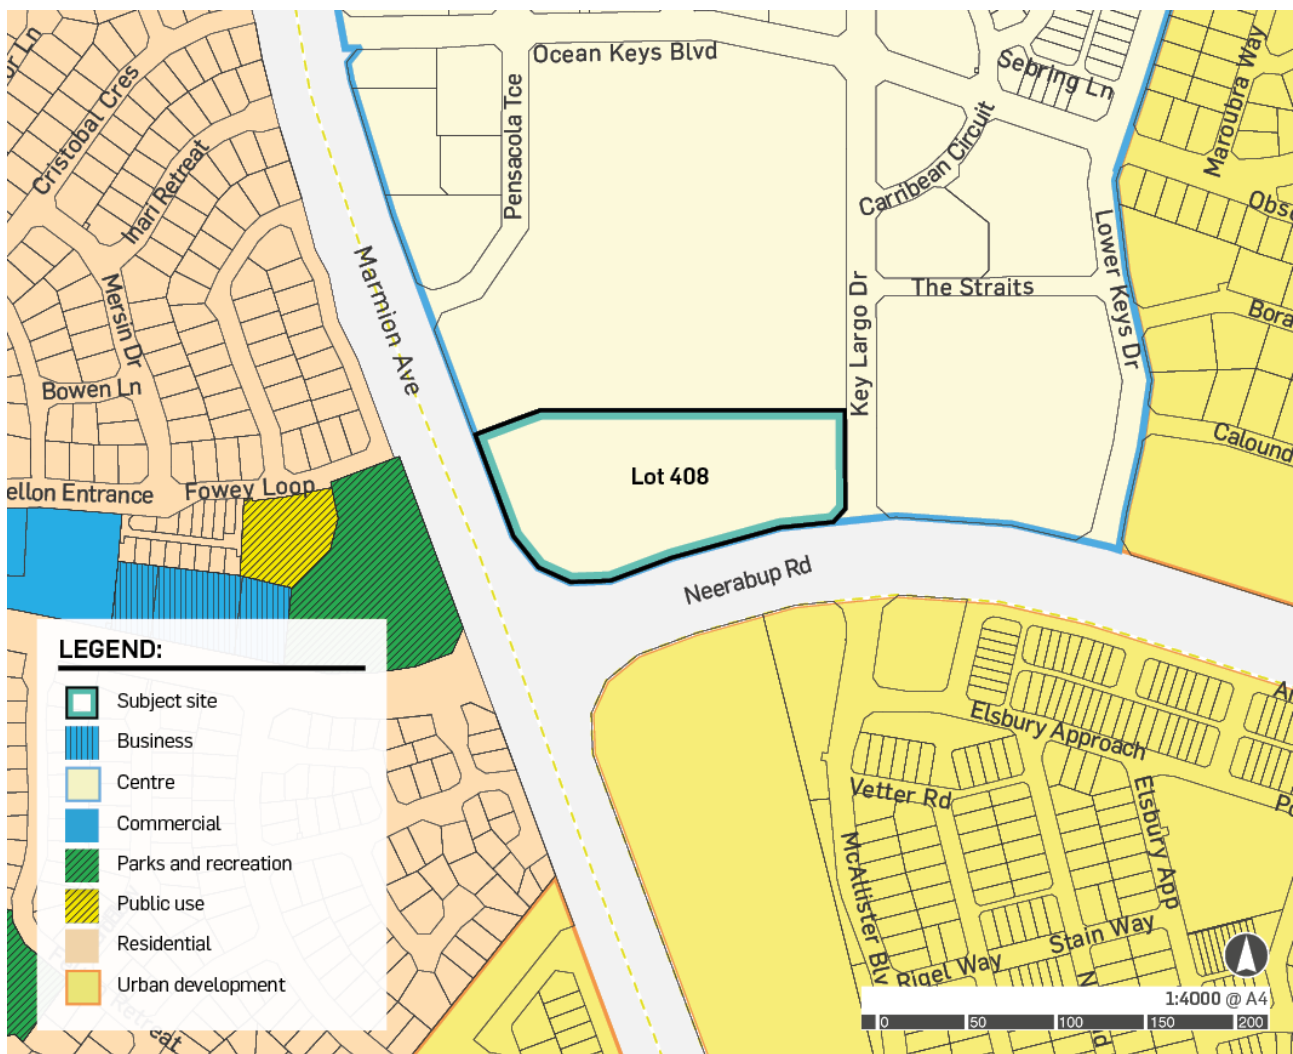 Ocean Keys Blvd
Sebring Ln
Maroubra Way
Cristobal Cres
Pensacola Tce
Inari Retreat
Carribean Circuit
Lower Keys Dr
Marmion Ave
Mersin Dr
The Straits
Key Largo Dr
Bowen Ln
Lot 408
Fowey Loop
ellon Entrance
Neerabup Rd
LEGEND:
Subject site
Business
Centre
Commercial
Parks and recreation
Public use
Residential
Urban development
Elsbury Approach
Vetter Rd
Elsbury App
McAllister Blv
Stain Way
Rigel Way
Retreat
Calound
Bora
Obse
1:4000 @ A4
0 50 100 150 200